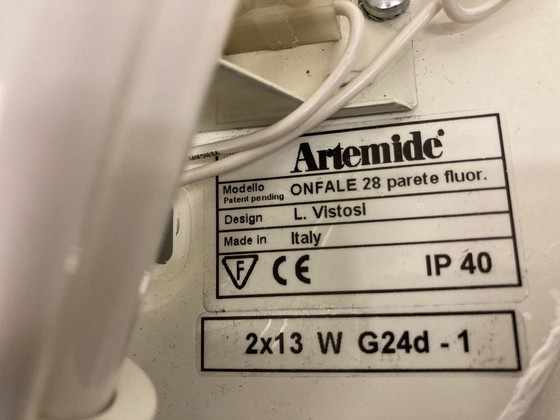 Artemide
Modello ONFALE 28 parete fluor.
Patent pending
Design L. Vistosi
Made in Italy
F CE IP 40
2x13 W G24d - 1